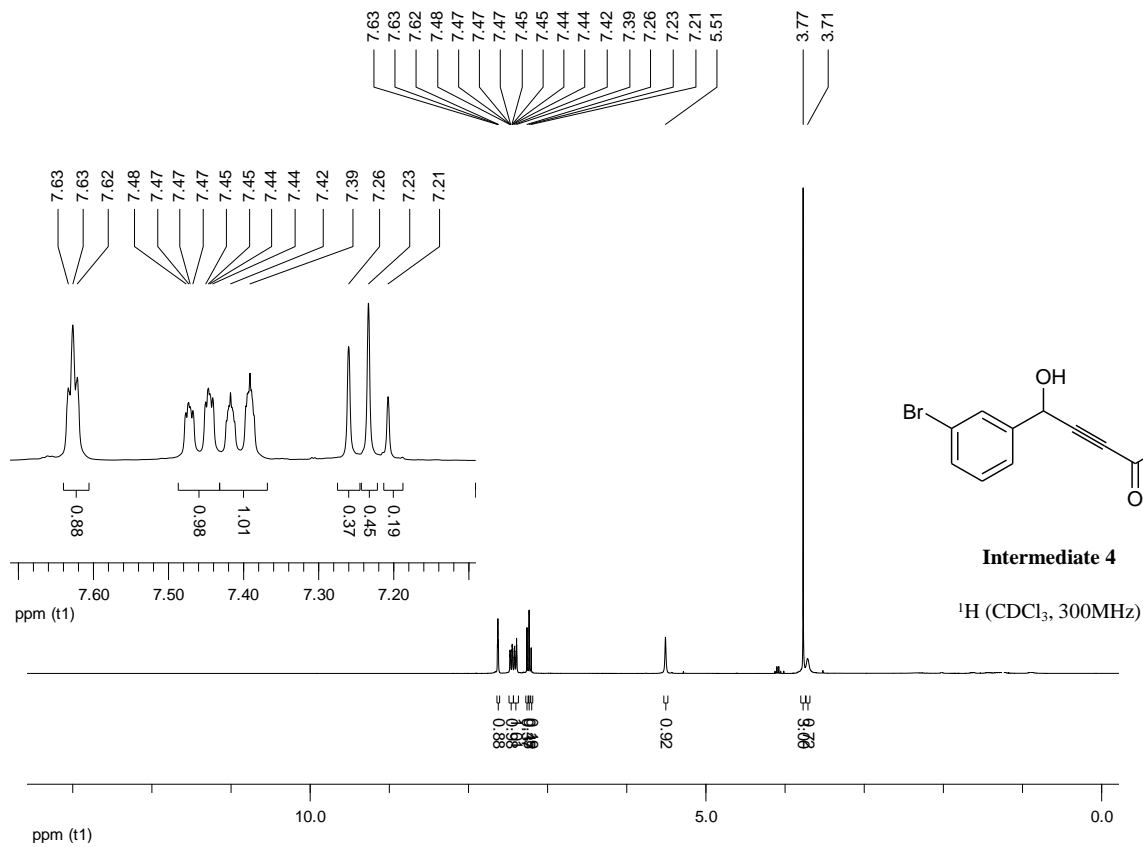 7.63 7.63 7.62 7.48 7.47 7.47 7.47 7.45 7.45 7.44 7.44 7.42 7.39 7.26 7.23 7.21 5.51 3.77 3.71
7.63 7.63 7.62 7.48 7.47 7.47 7.47 7.45 7.45 7.44 7.44 7.42 7.39 7.26 7.23 7.21
0.88 0.98 1.01 0.37 0.45 0.19
7.60 7.50 7.40 7.30 7.20
ppm (t1)
OH
Br
O
Intermediate 4
¹H (CDCl₃, 300MHz)
0.88 0.98 0.92
10.0 5.0 0.0
ppm (t1)